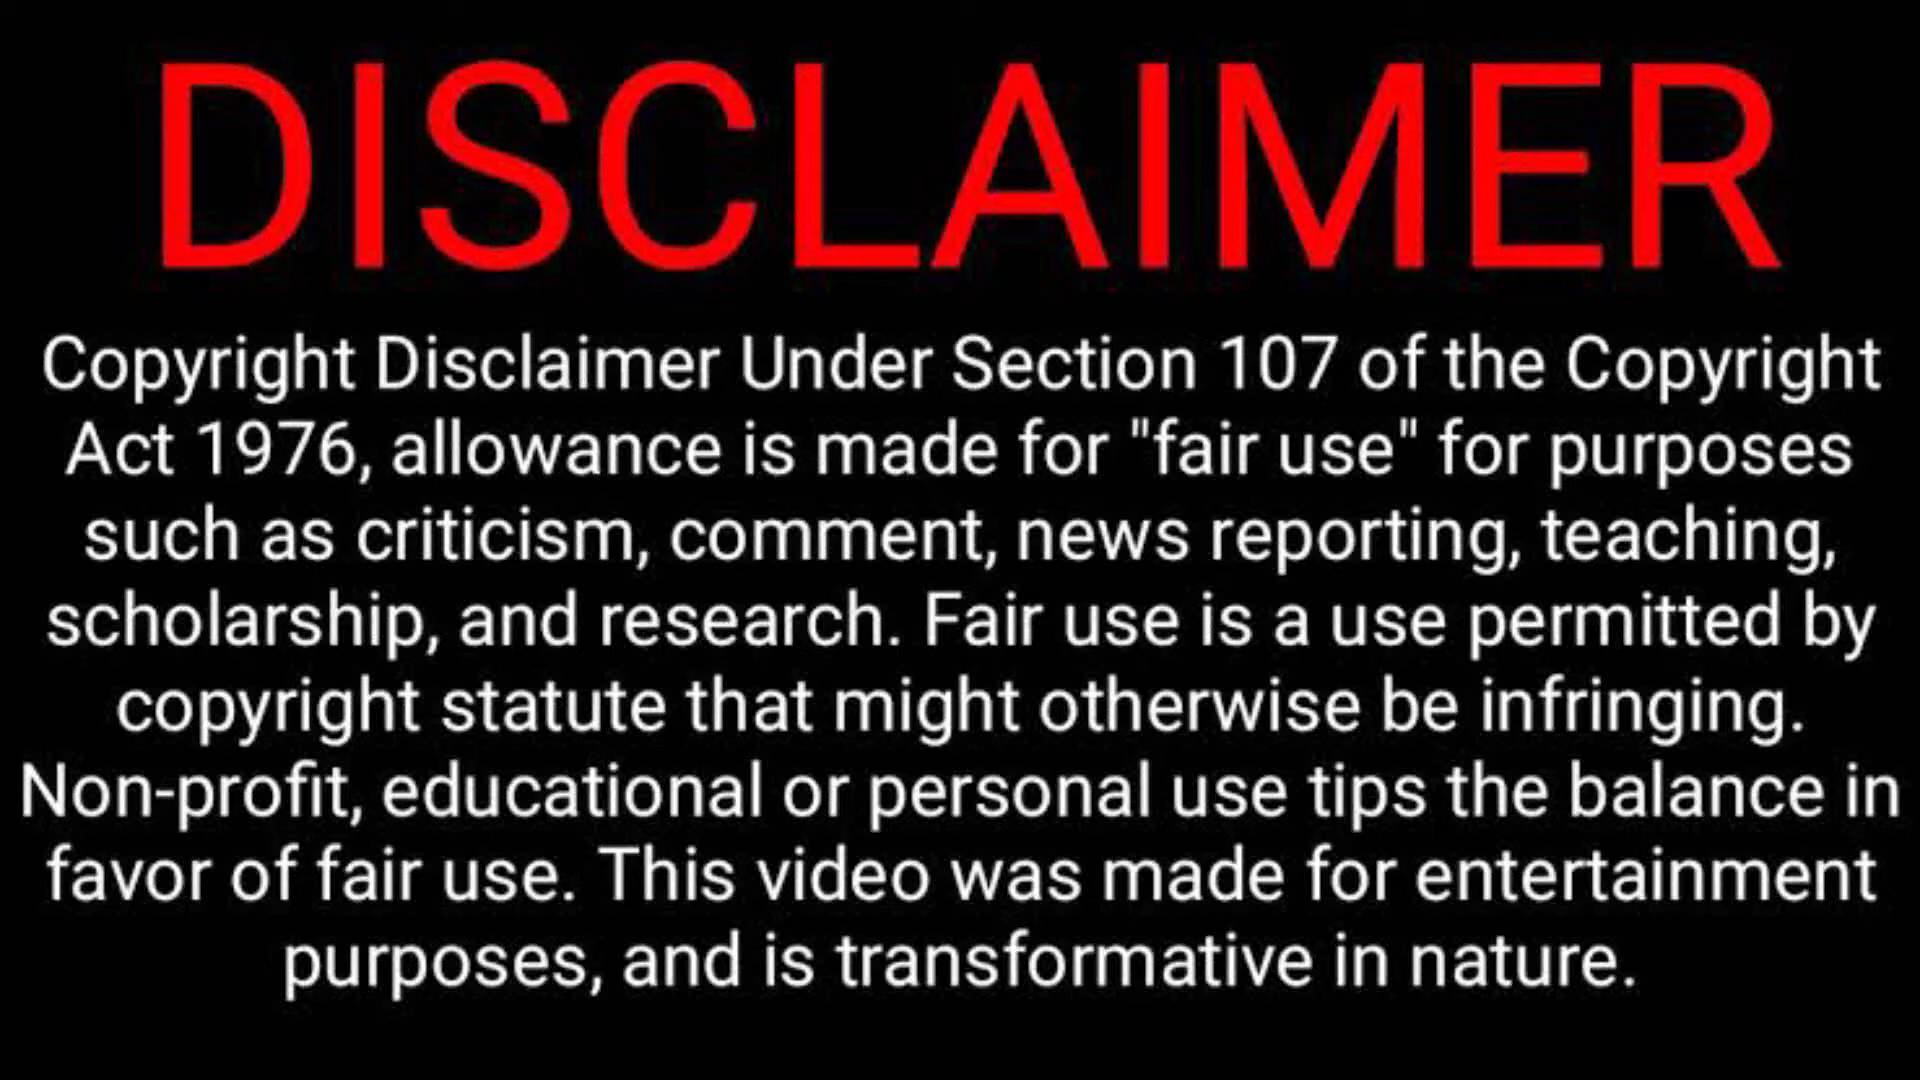 DISCLAIMER
Copyright Disclaimer Under Section 107 of the Copyright
Act 1976, allowance is made for "fair use" for purposes
such as criticism, comment, news reporting, teaching,
scholarship, and research. Fair use is a use permitted by
copyright statute that might otherwise be infringing.
Non-profit, educational or personal use tips the balance in
favor of fair use. This video was made for entertainment
purposes, and is transformative in nature.